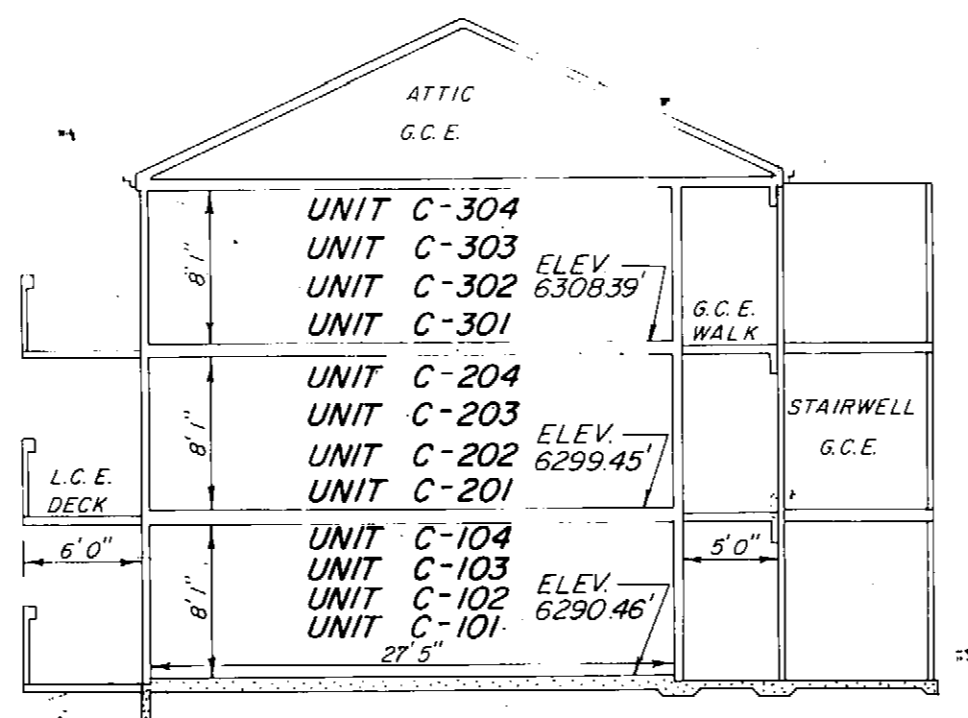 ATTIC
G.C.E.
UNIT C-304
UNIT C-303
UNIT C-302
UNIT C-301
8'1"
ELEV.
6308.39'
G.C.E.
WALK
UNIT C-204
UNIT C-203
UNIT C-202
UNIT C-201
8'1"
ELEV.
6299.45'
STAIRWELL
G.C.E.
L.C.E.
DECK
6'0"
UNIT C-104
UNIT C-103
UNIT C-102
UNIT C-101
8'1"
ELEV.
6290.46'
5'0"
27'5"